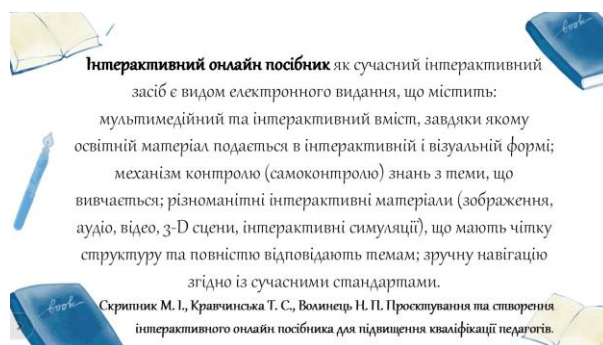 Інтерактивний онлайн посібник як сучасний інтерактивний
засіб є видом електронного видання, що містить:
мультимедійний та інтерактивний вміст, завдяки якому
освітній матеріал подається в інтерактивній і візуальній формі;
механізм контролю (самоконтролю) знань з теми, що
вивчається; різноманітні інтерактивні матеріали (зображення,
аудіо, відео, 3-D сцени, інтерактивні симуляції), що мають чітку
структуру та повністю відповідають темам; зручну навігацію
згідно із сучасними стандартами.
Скрипник М. І., Кравчинська Т. С., Волинець Н. П. Проєктування та створення
інтерактивного онлайн посібника для підвищення кваліфікації педагогів.
book
book